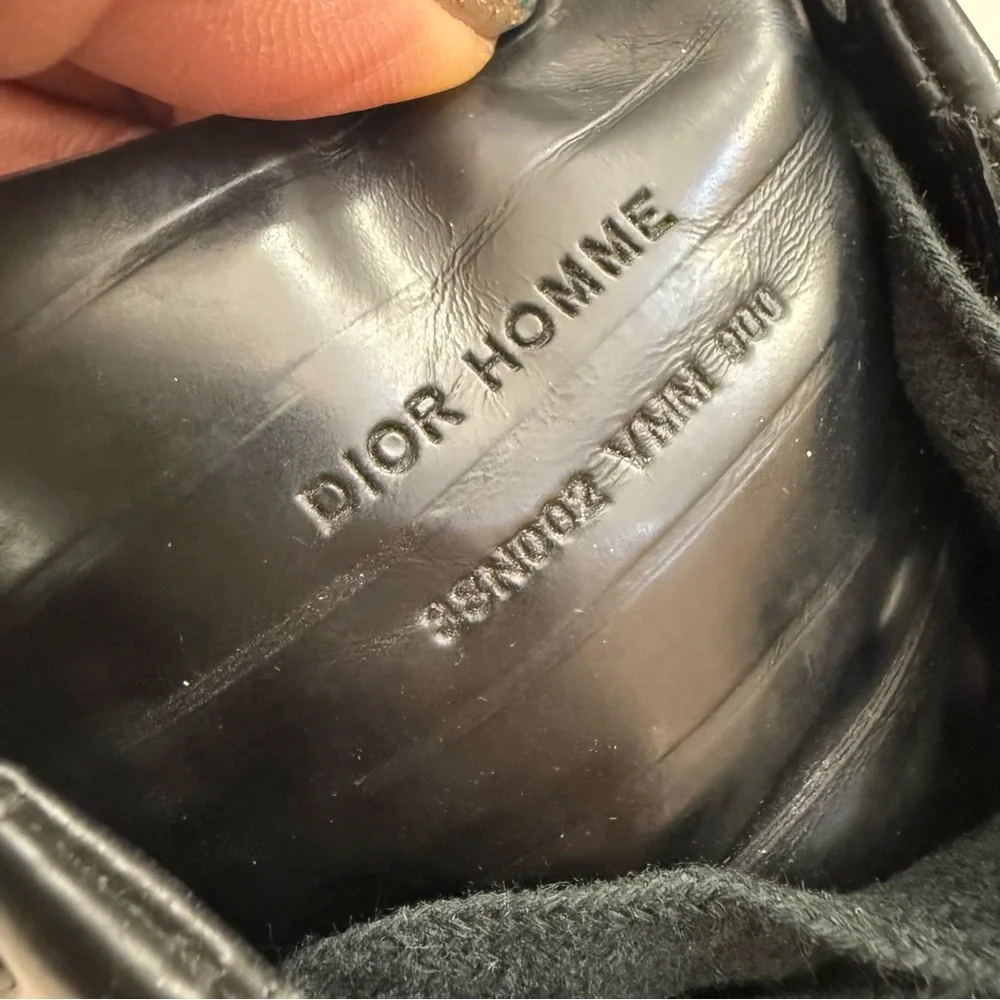 DIOR HOMME
3SN002 VMM 900